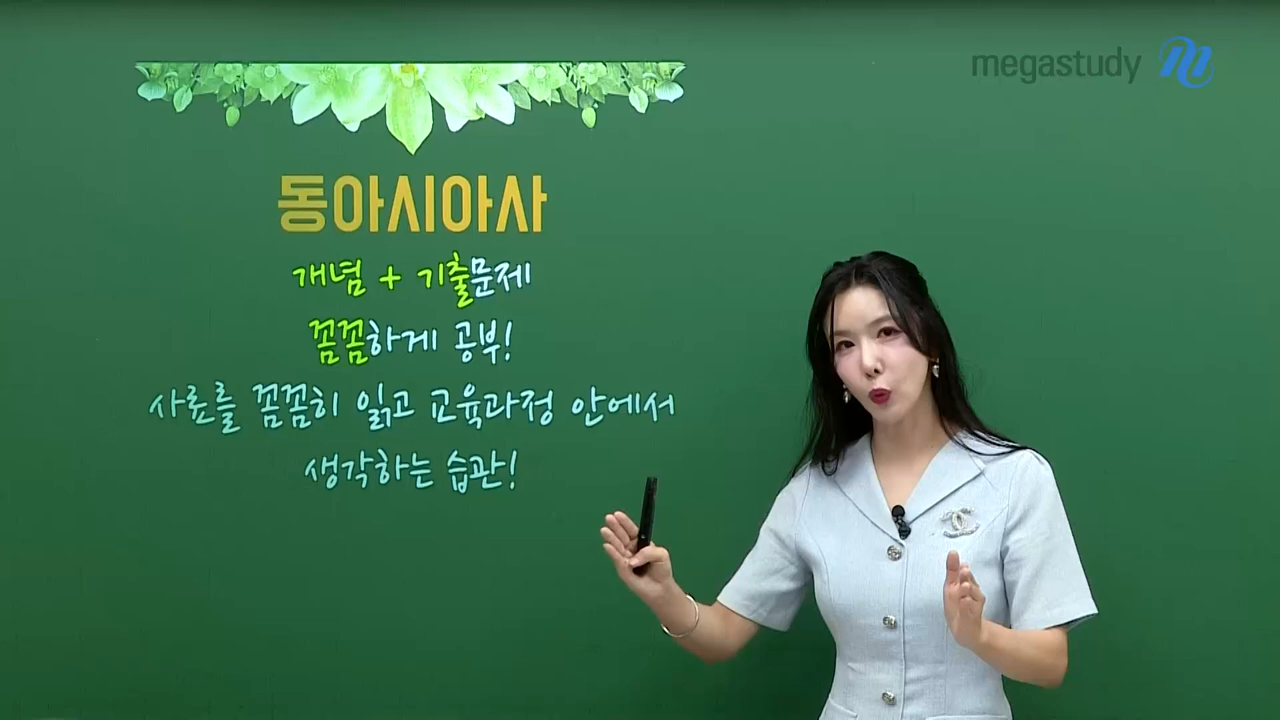 megastudy
동아시아사
개념 + 기출문제
꼼꼼하게 공부!
사료를 꼼꼼히 읽고 교육과정 안에서
생각하는 습관!